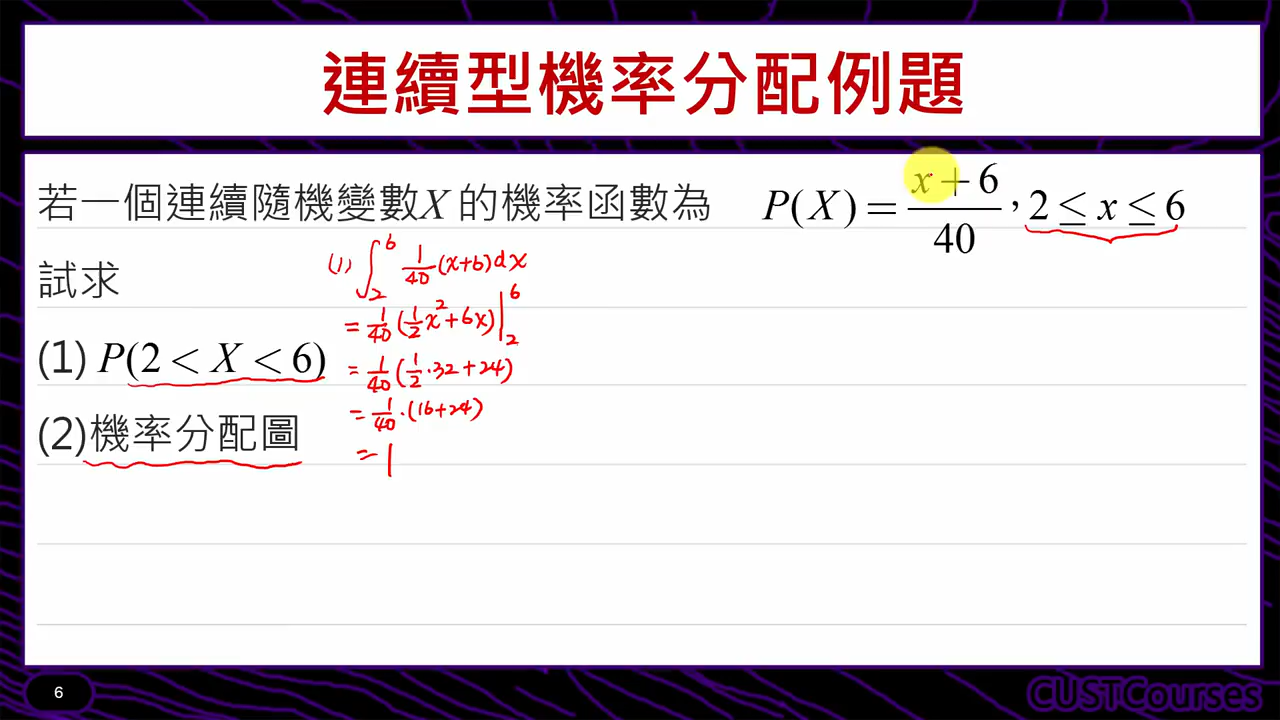 連續型機率分配例題
若一個連續隨機變數X 的機率函數為 P(X) = (x + 6)/40 , 2 ≤ x ≤ 6
試求
(1) P(2 < X < 6)
(2)機率分配圖
(1) ∫₂⁶ 1/40 (x+6)dx
= 1/40 (1/2 x² + 6x)|₂⁶
= 1/40 (1/2 · 32 + 24)
= 1/40 · (16+24)
= 1
6
CUSTCourses